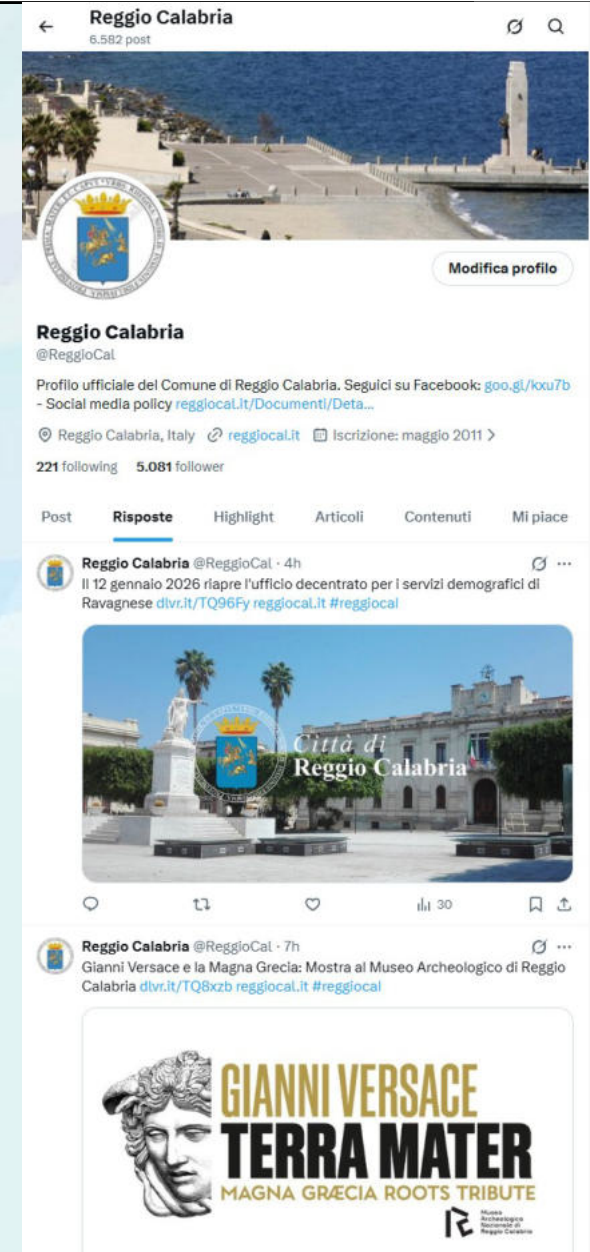 Reggio Calabria
6.582 post
Modifica profilo
Reggio Calabria
@ReggioCal
Profilo ufficiale del Comune di Reggio Calabria. Seguici su Facebook: goo.gl/kxu7b
- Social media policy reggiocal.it/Documenti/Deta...
Reggio Calabria, Italy reggiocal.it Iscrizione: maggio 2011
221 following 5.081 follower
Post Risposte Highlight Articoli Contenuti Mi piace
Reggio Calabria @ReggioCal · 4h
Il 12 gennaio 2026 riapre l'ufficio decentrato per i servizi demografici di
Ravagnese dlvr.it/TQ96Fy reggiocal.it #reggiocal
Città di
Reggio Calabria
30
Reggio Calabria @ReggioCal · 7h
Gianni Versace e la Magna Grecia: Mostra al Museo Archeologico di Reggio
Calabria dlvr.it/TQ8xzb reggiocal.it #reggiocal
GIANNI VERSACE
TERRA MATER
MAGNA GRÆCIA ROOTS TRIBUTE
Museo
Archeologico
Nazionale di
Reggio Calabria